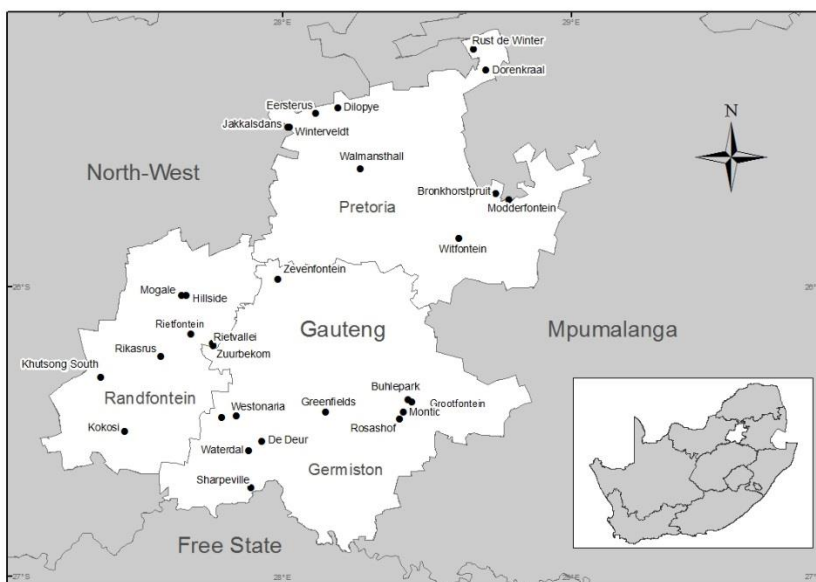 28°E
29°E
Rust de Winter
Dorenkraal
Eersterus
Dilopye
Jakkalsdans
Winterveldt
N
North-West
Walmansthall
Bronkhorstpruit
Pretoria
Modderfontein
Witfontein
Zevenfontein
Mogale
Hillside
26°S
Rietfontein
Rietvallei
Gauteng
Mpumalanga
Rikasrus
Zuurbekom
Khutsong South
Randfontein
Buhlepark
Westonaria
Greenfields
Grootfontein
Montic
Rosashof
Kokosi
De Deur
Waterdal
Germiston
Sharpeville
Free State
27°S
28°E